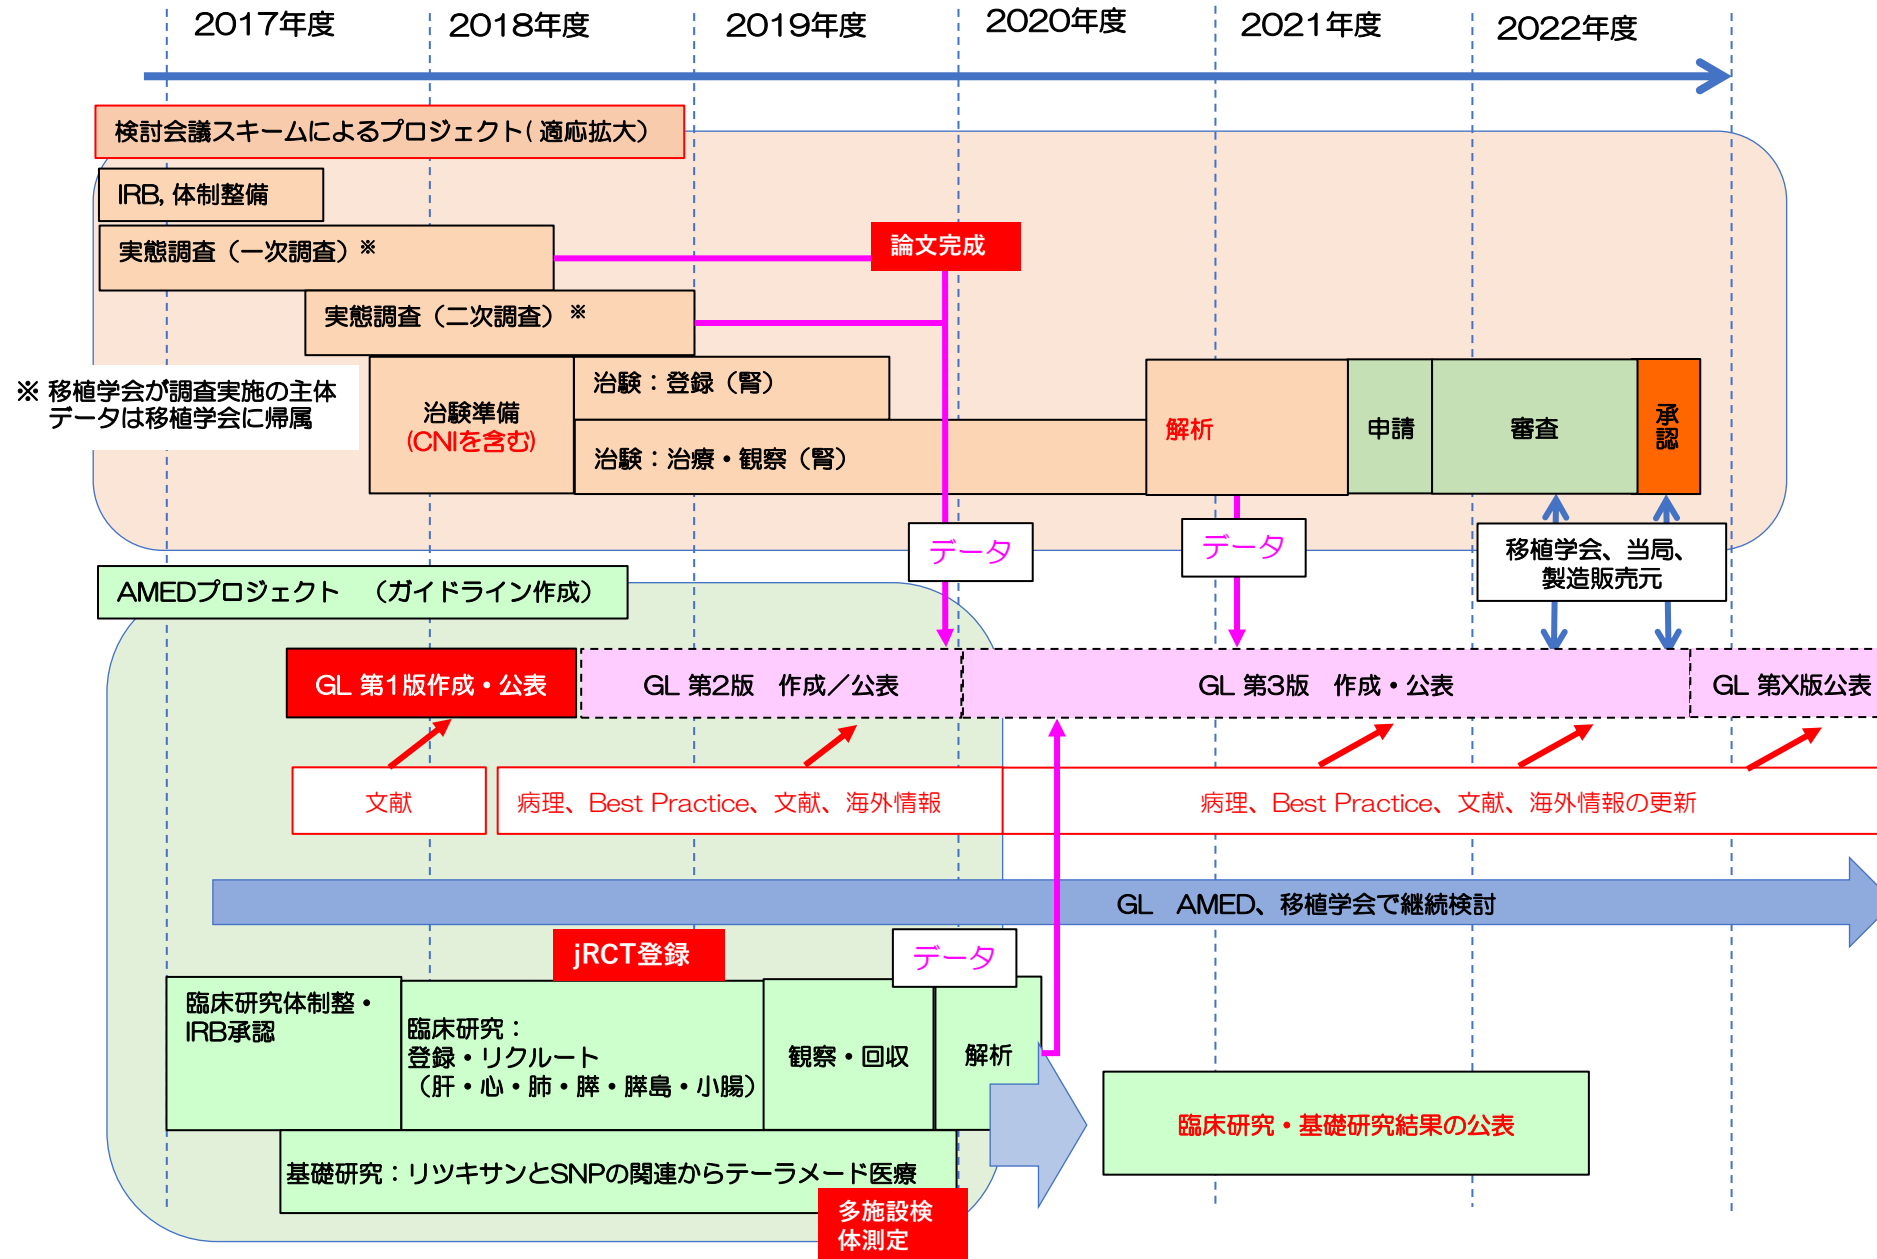 2017年度
2018年度
2019年度
2020年度
2021年度
2022年度
検討会議スキームによるプロジェクト(適応拡大）
IRB, 体制整備
実態調査（一次調査）※
論文完成
実態調査（二次調査）※
※ 移植学会が調査実施の主体
データは移植学会に帰属
治験準備
(CNIを含む)
治験：登録（腎）
治験：治療・観察（腎）
解析
申請
審査
承
認
データ
データ
移植学会、当局、
製造販売元
AMEDプロジェクト　（ガイドライン作成）
GL 第1版作成・公表
GL 第2版　作成／公表
GL 第3版　作成・公表
GL 第X版公表
文献
病理、Best Practice、文献、海外情報
病理、Best Practice、文献、海外情報の更新
GL　AMED、移植学会で継続検討
jRCT登録
データ
臨床研究体制整・
IRB承認
臨床研究：
登録・リクルート
（肝・心・肺・膵・膵島・小腸）
観察・回収
解析
臨床研究・基礎研究結果の公表
基礎研究：リツキサンとSNPの関連からテーラメード医療
多施設検
体測定